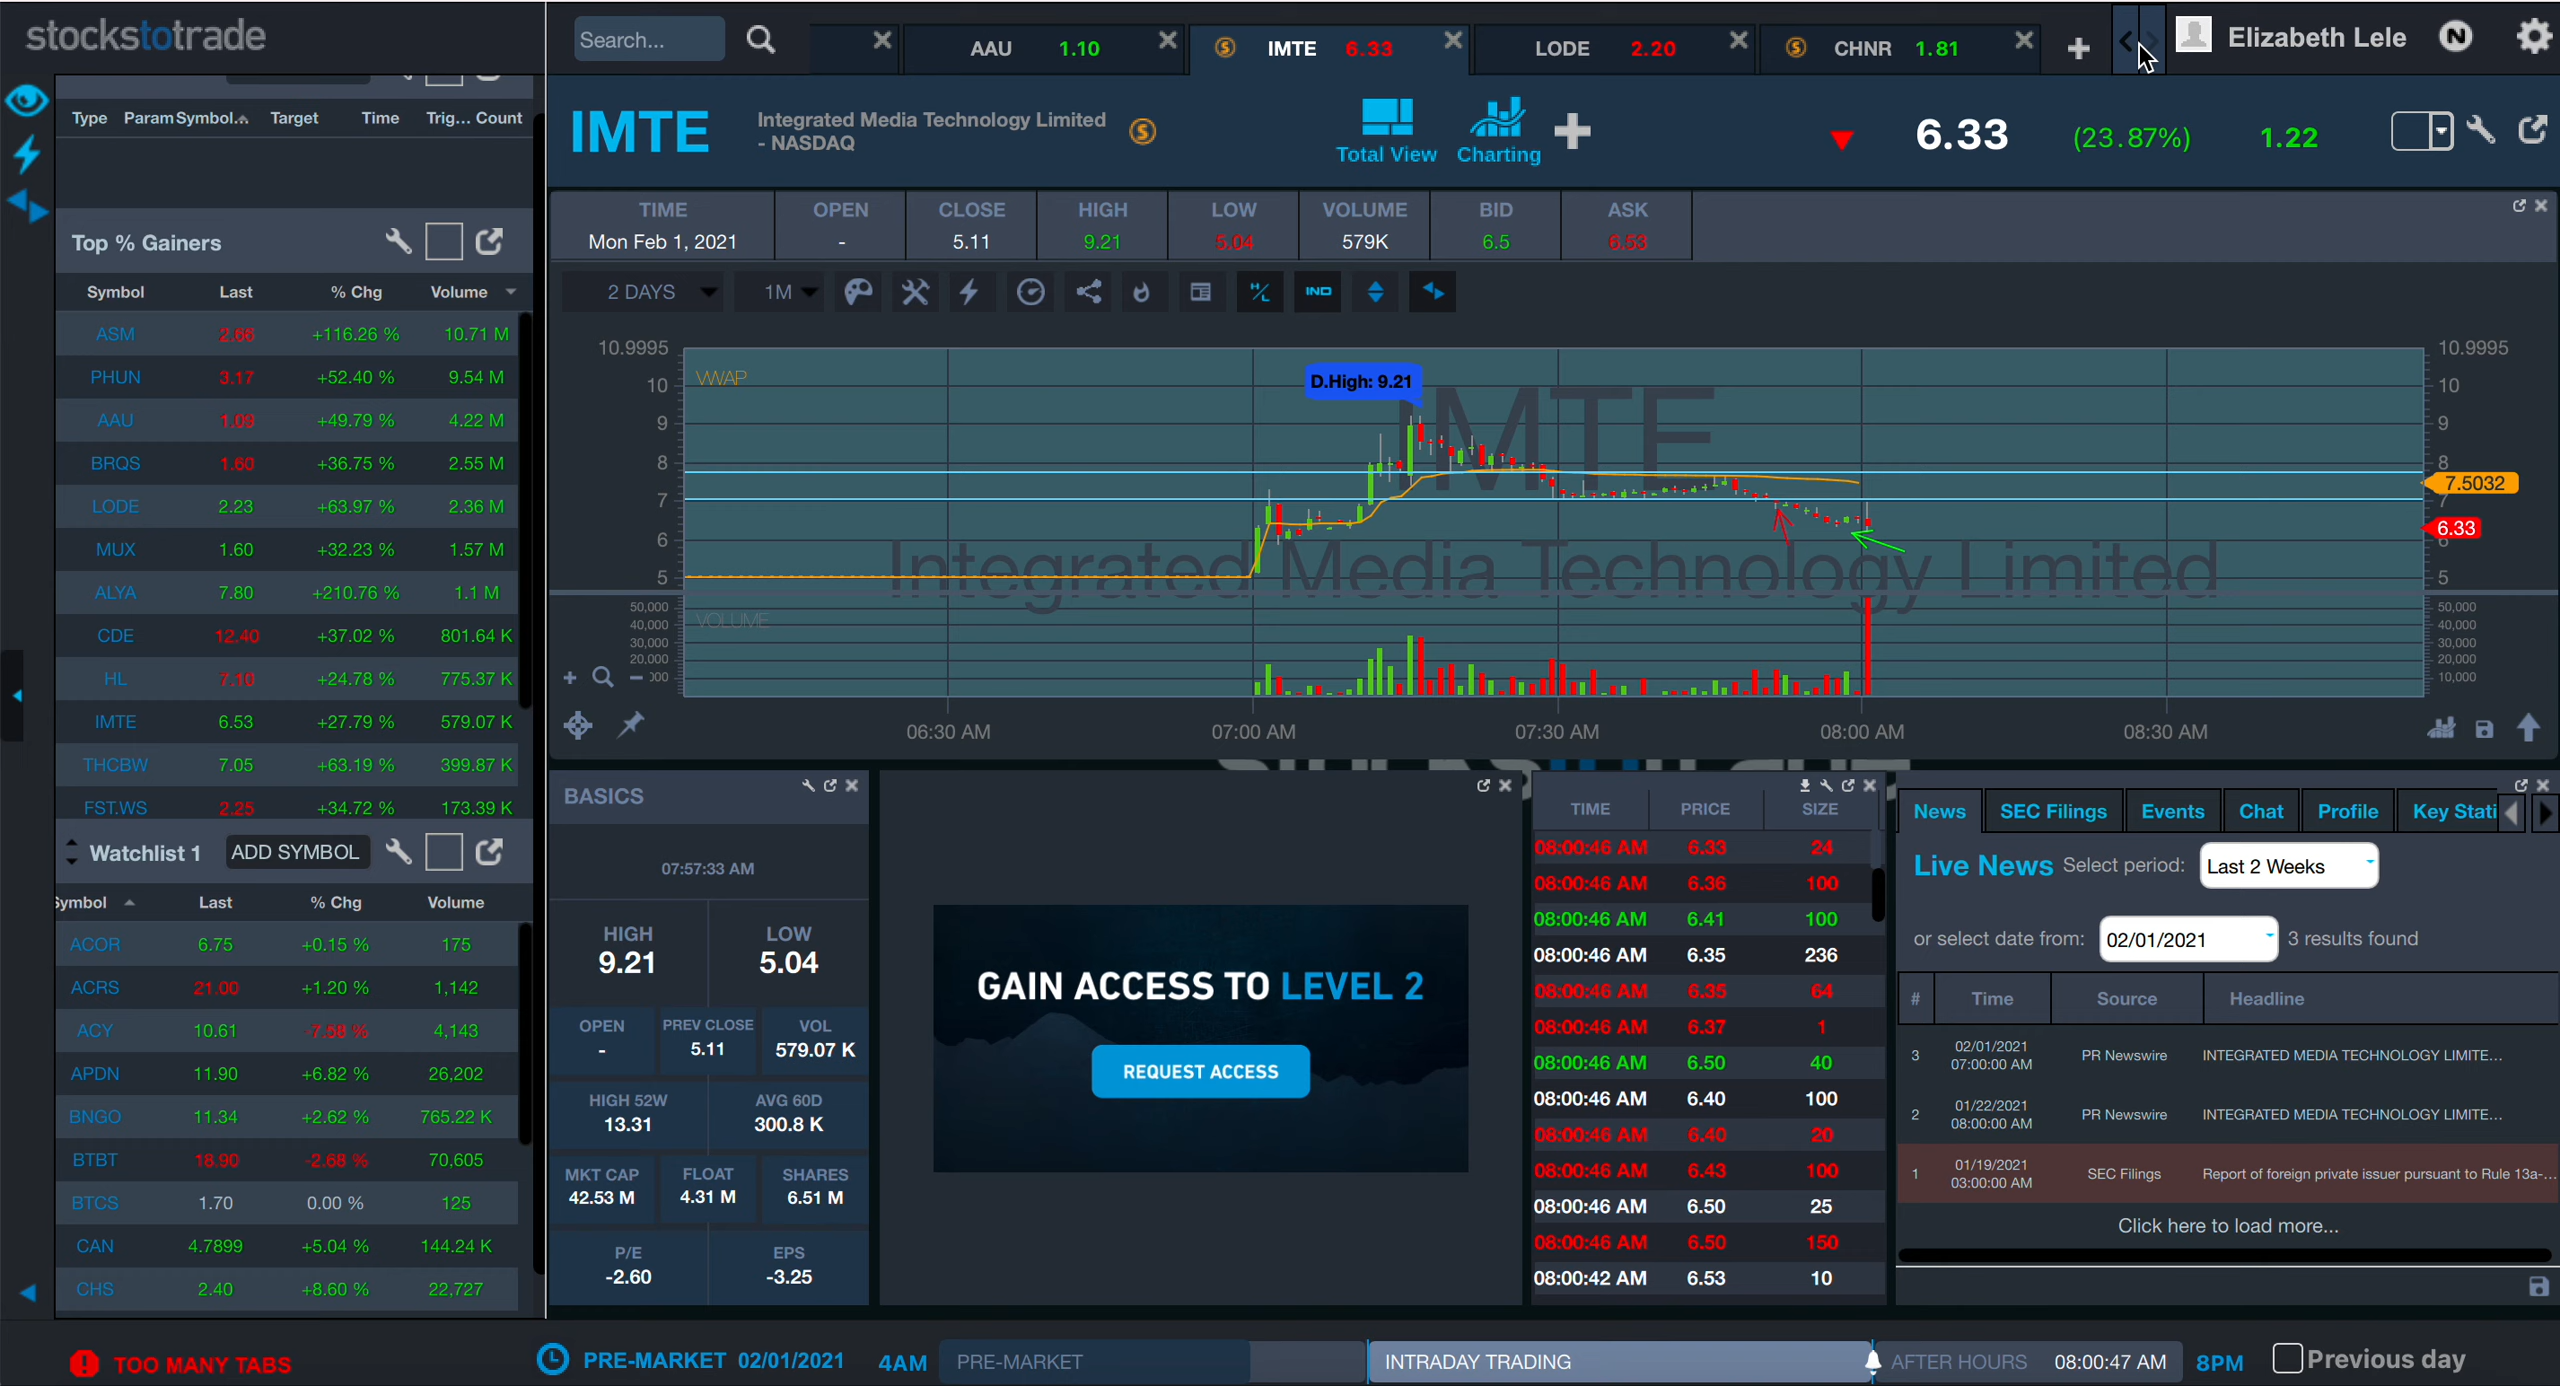 stockstotrade
Search...
AAU 1.10
IMTE 6.33
LODE 2.20
CHNR 1.81
Elizabeth Lele
N
Type Param Symbol... Target Time Trig... Count
Top % Gainers
Symbol Last % Chg Volume
ASM 2.66 +116.26 % 10.71 M
PHUN 3.17 +52.40 % 9.54 M
AAU 1.09 +49.79 % 4.22 M
BRQS 1.60 +36.75 % 2.55 M
LODE 2.23 +63.97 % 2.36 M
MUX 1.60 +32.23 % 1.57 M
ALYA 7.80 +210.76 % 1.1 M
CDE 12.40 +37.02 % 801.64 K
HL 7.10 +24.78 % 775.37 K
IMTE 6.53 +27.79 % 579.07 K
THCBW 7.05 +63.19 % 399.87 K
FST.WS 2.25 +34.72 % 173.39 K
Watchlist 1 ADD SYMBOL
ymbol Last % Chg Volume
ACOR 6.75 +0.15 % 175
ACRS 21.00 +1.20 % 1,142
ACY 10.61 -7.58 % 4,143
APDN 11.90 +6.82 % 26,202
BNGO 11.34 +2.62 % 765.22 K
BTBT 18.90 -2.68 % 70,605
BTCS 1.70 0.00 % 125
CAN 4.7899 +5.04 % 144.24 K
CHS 2.40 +8.60 % 22,727
IMTE
Integrated Media Technology Limited
- NASDAQ
Total View
Charting
6.33 (23.87%) 1.22
TIME OPEN CLOSE HIGH LOW VOLUME BID ASK
Mon Feb 1, 2021 - 5.11 9.21 5.04 579K 6.5 6.53
2 DAYS 1M H/L IND
10.9995 10.9995
VWAP
D.High: 9.21
10 10
9 9
8 8
7 7
6 6
5 5
7.5032
6.33
IMTE
Integrated Media Technology Limited
VOLUME
50,000 50,000
40,000 40,000
30,000 30,000
20,000 20,000
10,000
06:30 AM 07:00 AM 07:30 AM 08:00 AM 08:30 AM
BASICS
07:57:33 AM
HIGH LOW
9.21 5.04
OPEN PREV CLOSE VOL
- 5.11 579.07 K
HIGH 52W AVG 60D
13.31 300.8 K
MKT CAP FLOAT SHARES
42.53 M 4.31 M 6.51 M
P/E EPS
-2.60 -3.25
GAIN ACCESS TO LEVEL 2
REQUEST ACCESS
TIME PRICE SIZE
08:00:46 AM 6.33 24
08:00:46 AM 6.36 100
08:00:46 AM 6.41 100
08:00:46 AM 6.35 236
08:00:46 AM 6.35 64
08:00:46 AM 6.37 1
08:00:46 AM 6.50 40
08:00:46 AM 6.40 100
08:00:46 AM 6.40 20
08:00:46 AM 6.43 100
08:00:46 AM 6.50 25
08:00:46 AM 6.50 150
08:00:42 AM 6.53 10
News SEC Filings Events Chat Profile Key Stati
Live News Select period: Last 2 Weeks
or select date from: 02/01/2021 3 results found
# Time Source Headline
3 02/01/2021 07:00:00 AM PR Newswire INTEGRATED MEDIA TECHNOLOGY LIMITE...
2 01/22/2021 08:00:00 AM PR Newswire INTEGRATED MEDIA TECHNOLOGY LIMITE...
1 01/19/2021 03:00:00 AM SEC Filings Report of foreign private issuer pursuant to Rule 13a-...
Click here to load more...
TOO MANY TABS
PRE-MARKET 02/01/2021 4AM PRE-MARKET INTRADAY TRADING AFTER HOURS 08:00:47 AM 8PM Previous day